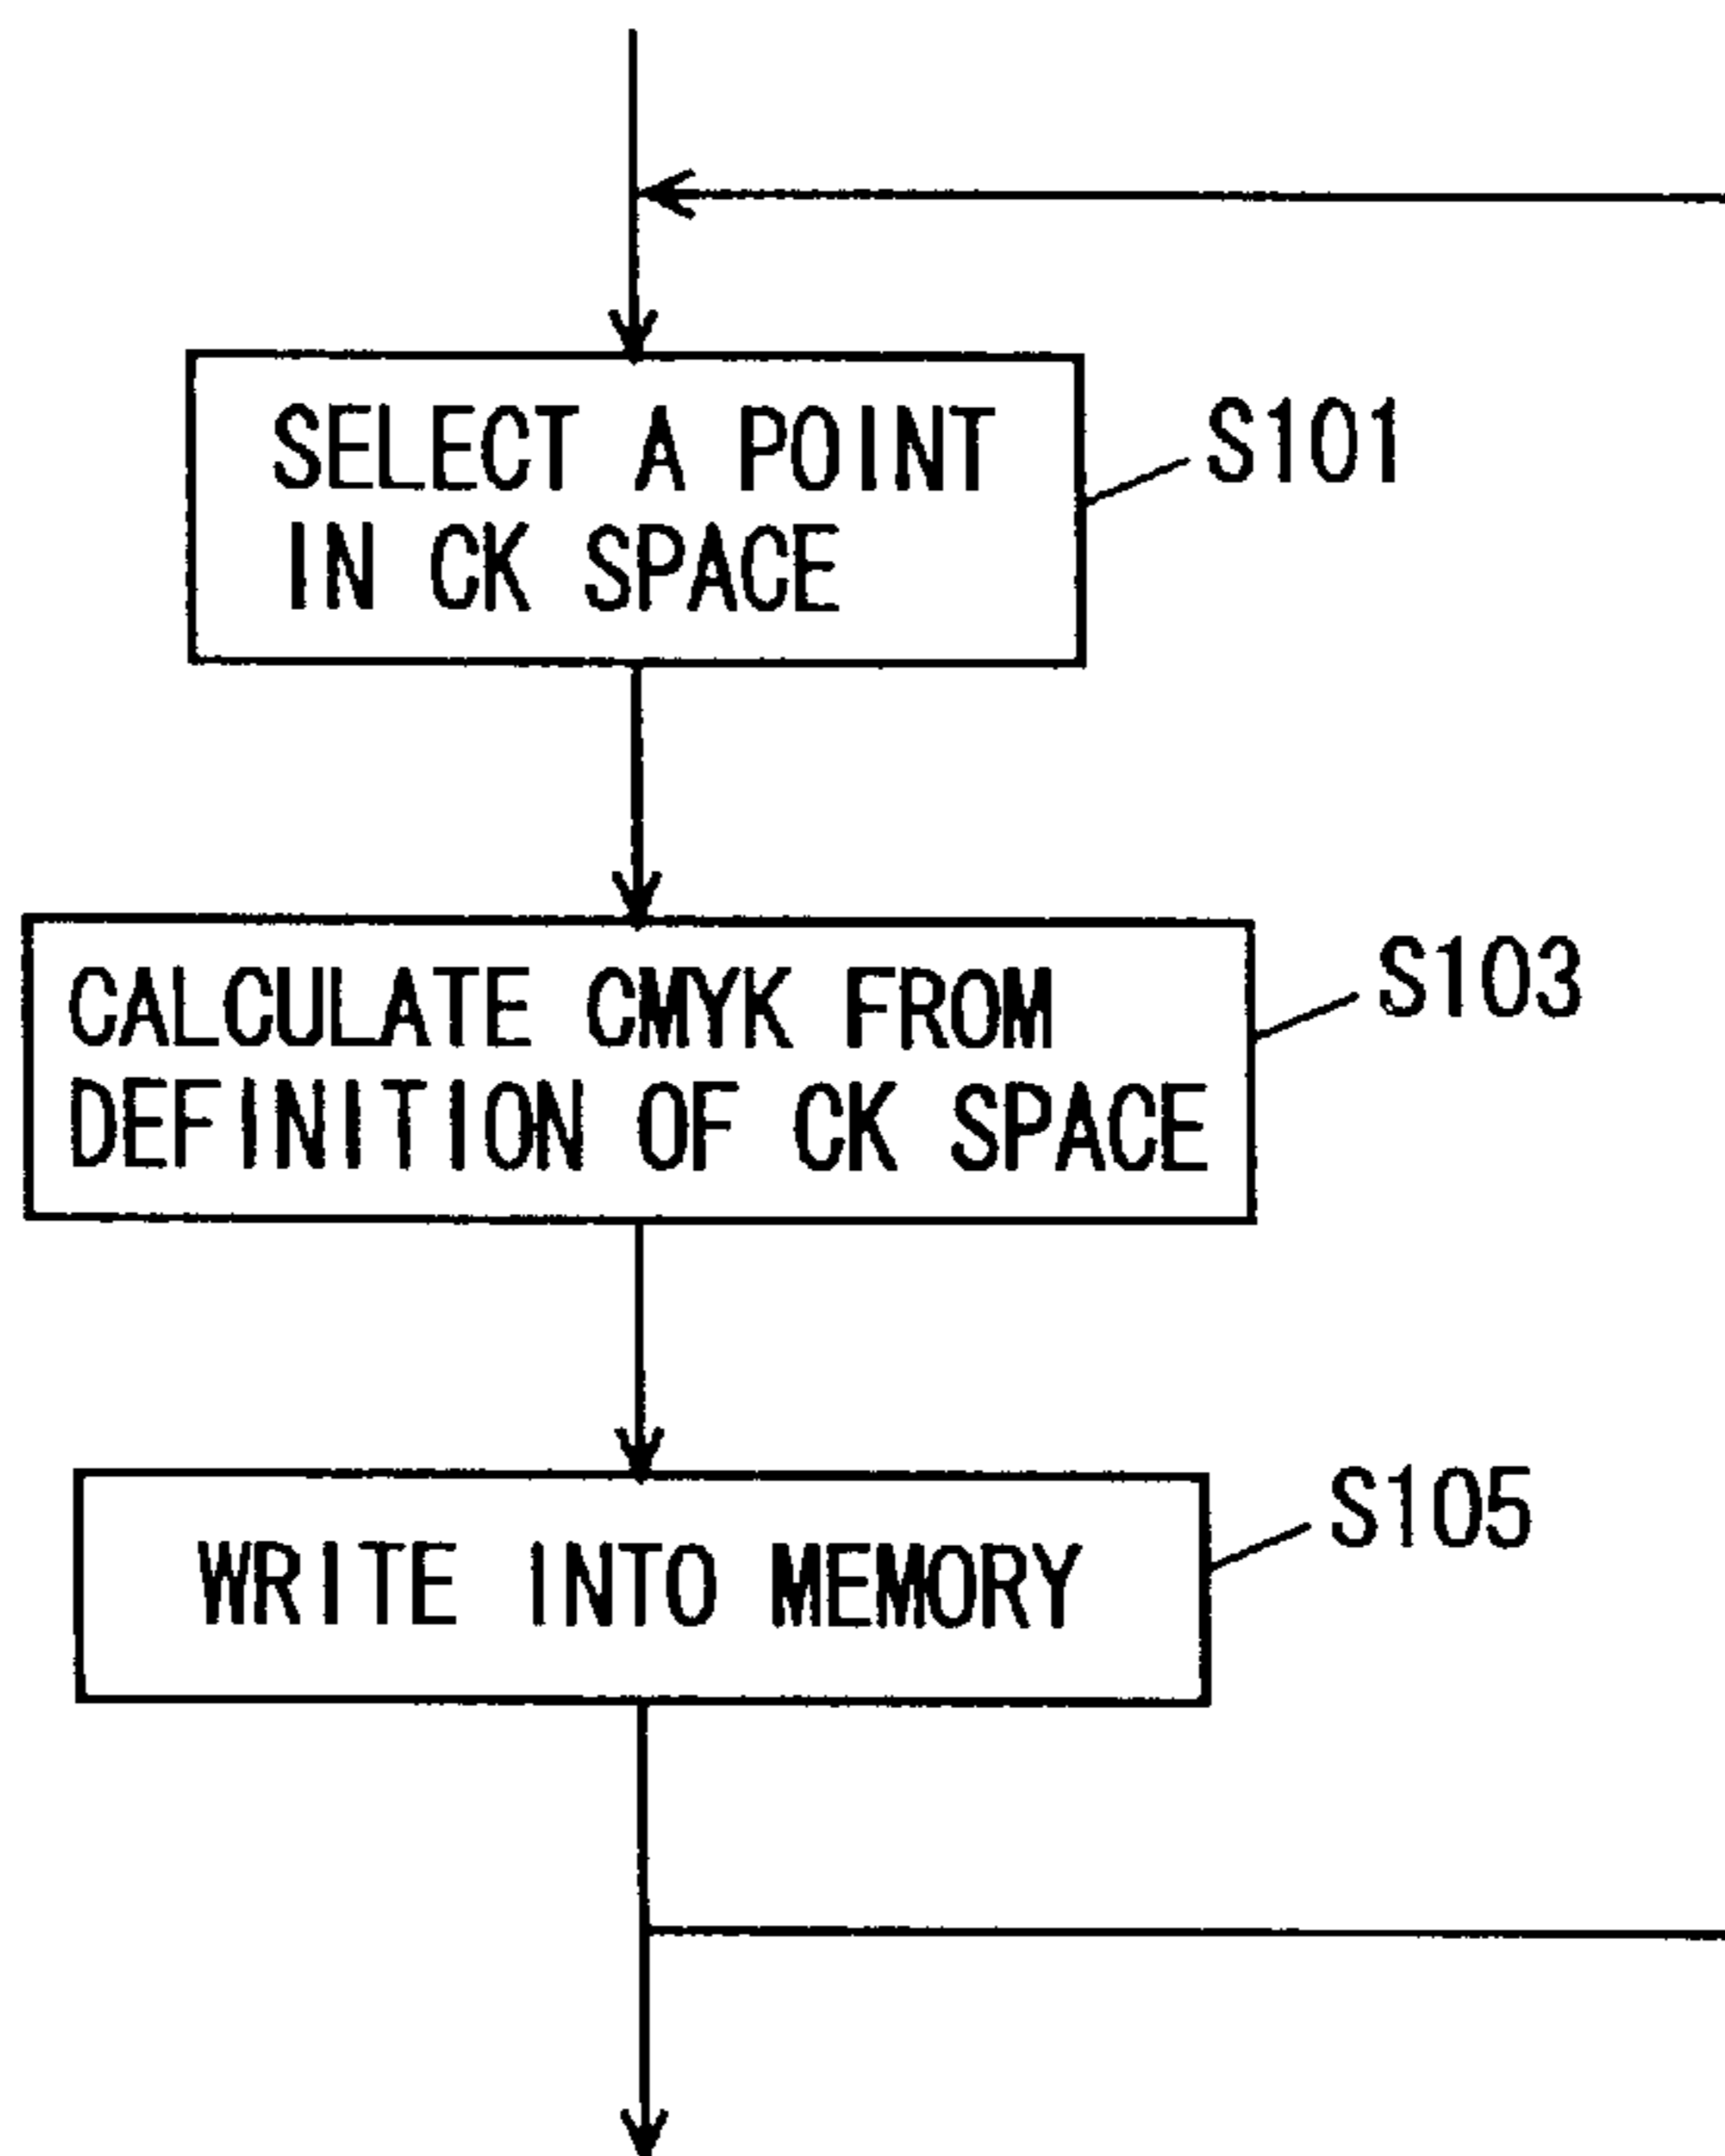 SELECT A POINT
IN CK SPACE
S101
CALCULATE CMYK FROM
DEFINITION OF CK SPACE
S103
WRITE INTO MEMORY
S105